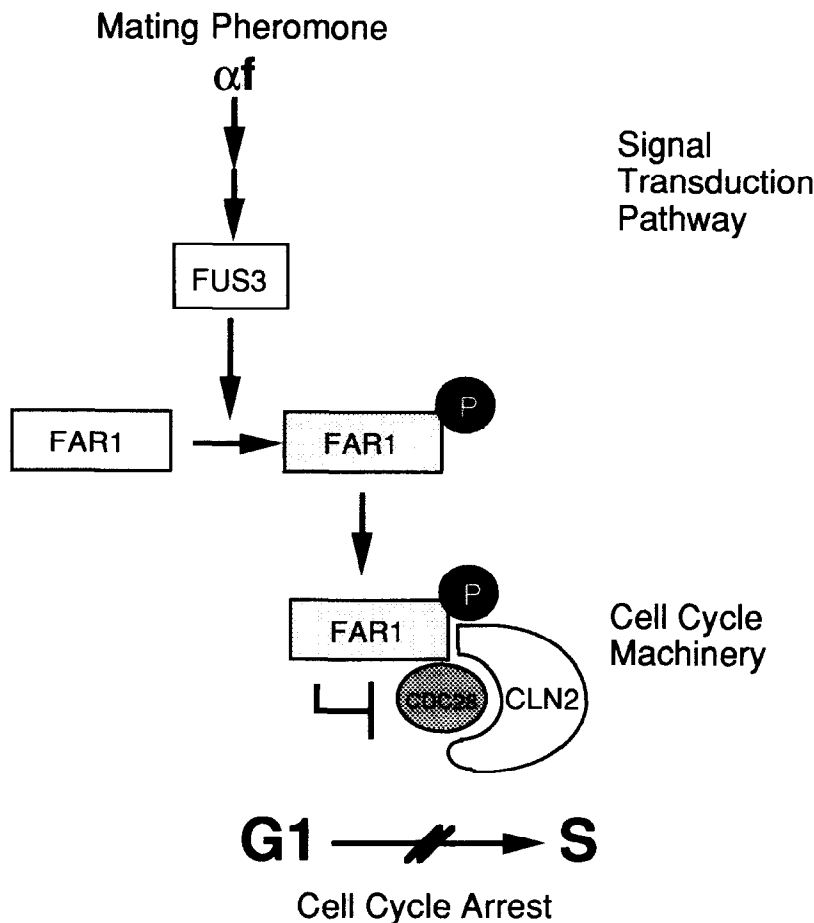 Mating Pheromone
αf
Signal
Transduction
Pathway
FUS3
P
FAR1
FAR1
P
FAR1
Cell Cycle
Machinery
CDC28
CLN2
G1
S
Cell Cycle Arrest